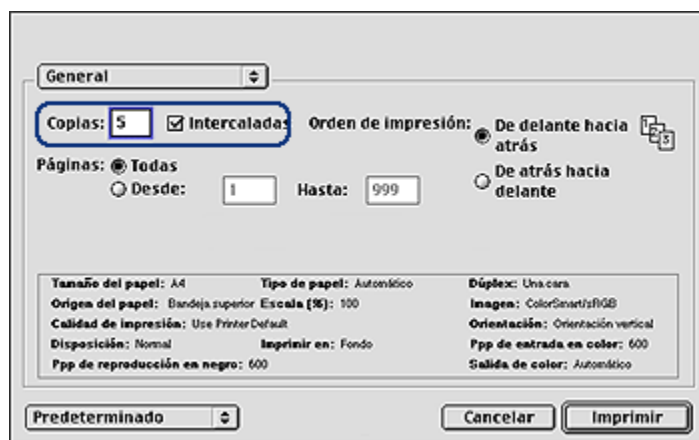 General
Copias: 5 Intercaladas Orden de impresión: De delante hacia atrás
1 2 3
Páginas: Todas
Desde: 1 Hasta: 999
De atrás hacia delante
Tamaño del papel: A4 Tipo de papel: Automático Dúplex: Una cara
Origen del papel: Bandeja superior Escala (%): 100 Imagen: ColorSmart/sRGB
Calidad de impresión: Use Printer Default Orientación: Orientación vertical
Disposición: Normal Imprimir en: Fondo Ppp de entrada en color: 600
Ppp de reproducción en negro: 600 Salida de color: Automático
Predeterminado Cancelar Imprimir